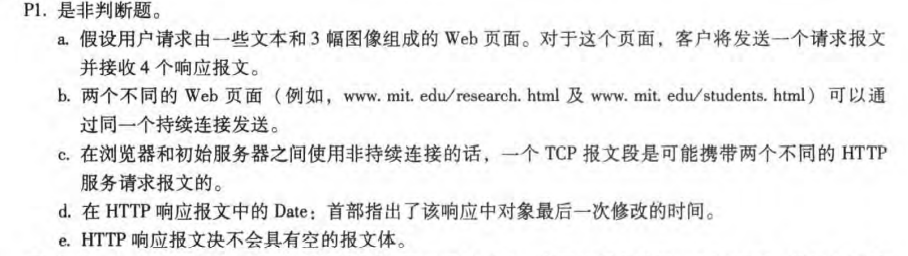 P1. 是非判断题。
a. 假设用户请求由一些文本和 3 幅图像组成的 Web 页面。对于这个页面，客户将发送一个请求报文
并接收 4 个响应报文。
b. 两个不同的 Web 页面（例如，www. mit. edu/research. html 及 www. mit. edu/students. html）可以通
过同一个持续连接发送。
c. 在浏览器和初始服务器之间使用非持续连接的话，一个 TCP 报文段是可能携带两个不同的 HTTP
服务请求报文的。
d. 在 HTTP 响应报文中的 Date：首部指出了该响应中对象最后一次修改的时间。
e. HTTP 响应报文决不会具有空的报文体。